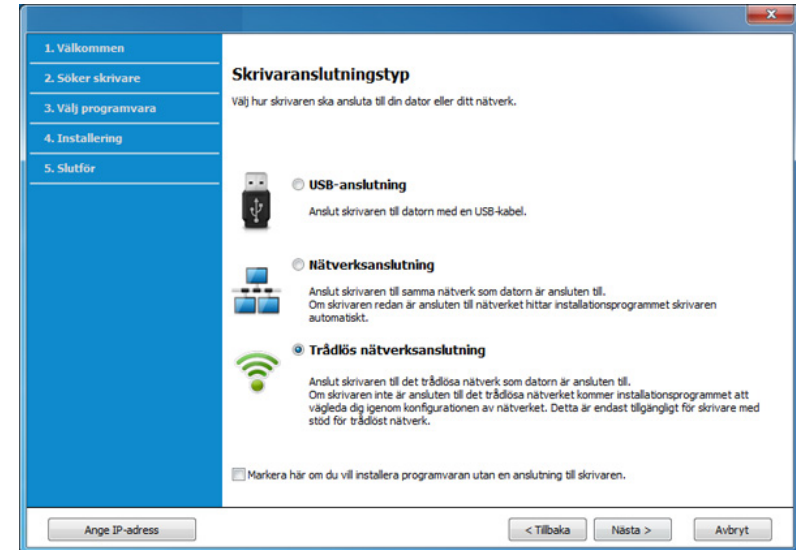 1. Välkommen
2. Söker skrivare
3. Välj programvara
4. Installering
5. Slutför
Skrivaranslutningstyp
Välj hur skrivaren ska ansluta till din dator eller ditt nätverk.
USB-anslutning
Anslut skrivaren till datorn med en USB-kabel.
Nätverksanslutning
Anslut skrivaren till samma nätverk som datorn är ansluten till.
Om skrivaren redan är ansluten till nätverket hittar installationsprogrammet skrivaren
automatiskt.
Trådlös nätverksanslutning
Anslut skrivaren till det trådlösa nätverk som datorn är ansluten till.
Om skrivaren inte är ansluten till det trådlösa nätverket kommer installationsprogrammet att
vägleda dig igenom konfigurationen av nätverket. Detta är endast tillgängligt för skrivare med
stöd för trådlöst nätverk.
Markera här om du vill installera programvaran utan en anslutning till skrivaren.
Ange IP-adress
< Tillbaka
Nästa >
Avbryt